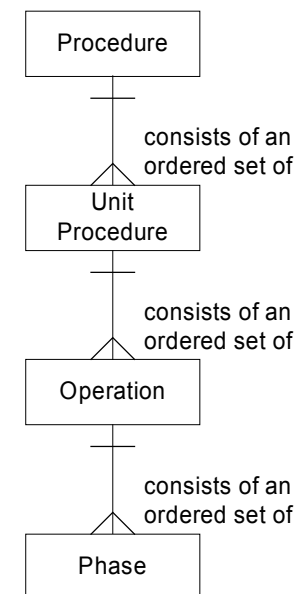 Procedure
consists of an
ordered set of
Unit
Procedure
consists of an
ordered set of
Operation
consists of an
ordered set of
Phase